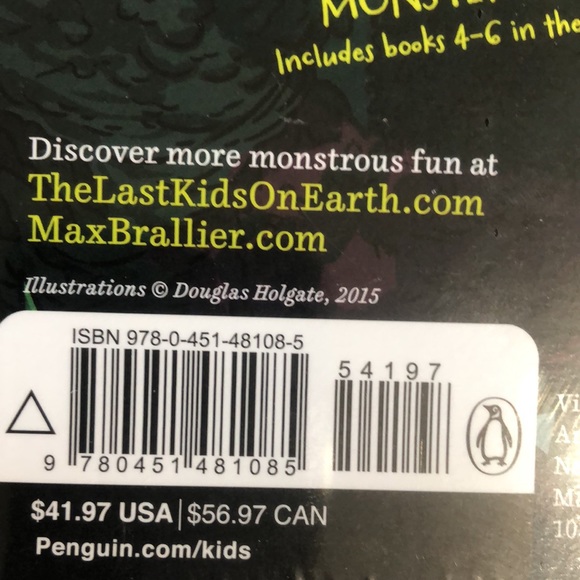 Includes books 4-6 in the
Discover more monstrous fun at
TheLastKidsOnEarth.com
MaxBrallier.com
Illustrations © Douglas Holgate, 2015
ISBN 978-0-451-48108-5
54197
9 780451 481085
$41.97 USA | $56.97 CAN
Penguin.com/kids